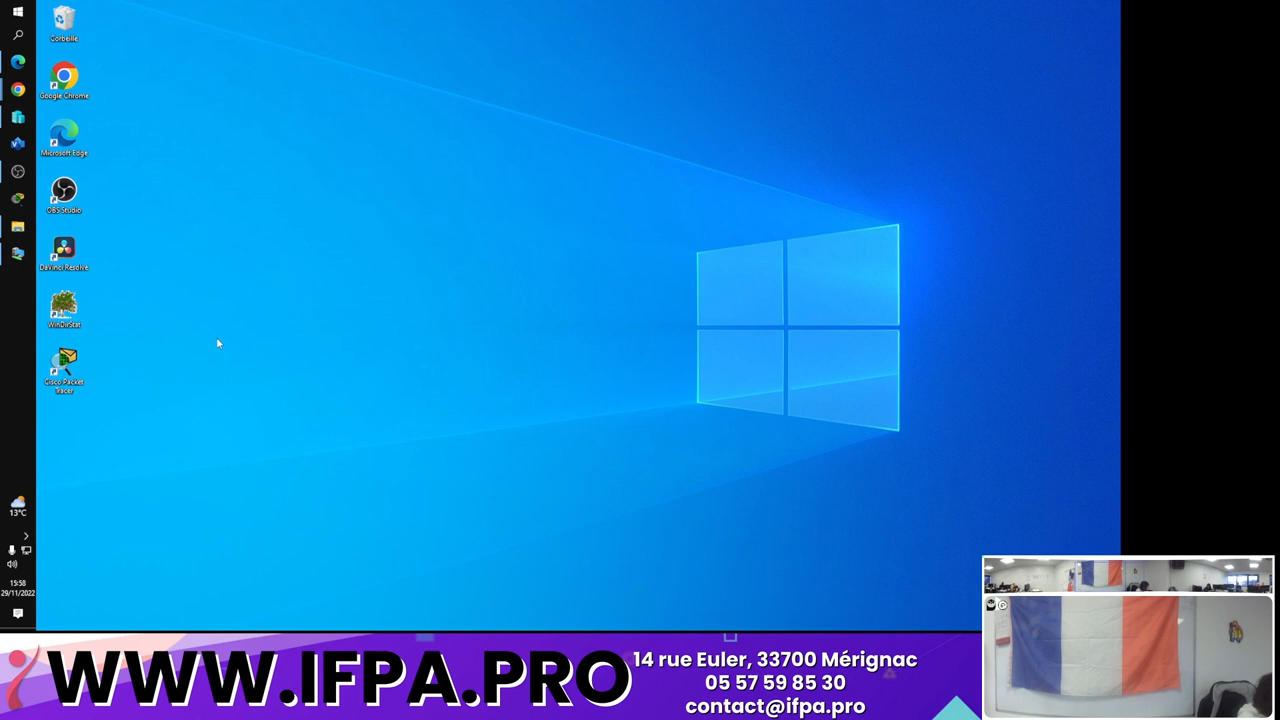 Corbeille
Google Chrome
Microsoft Edge
OBS Studio
DaVinci Resolve
WinDirStat
Cisco Packet
Tracer
13°C
15:58
29/11/2022
WWW.IFPA.PRO
14 rue Euler, 33700 Mérignac
05 57 59 85 30
contact@ifpa.pro